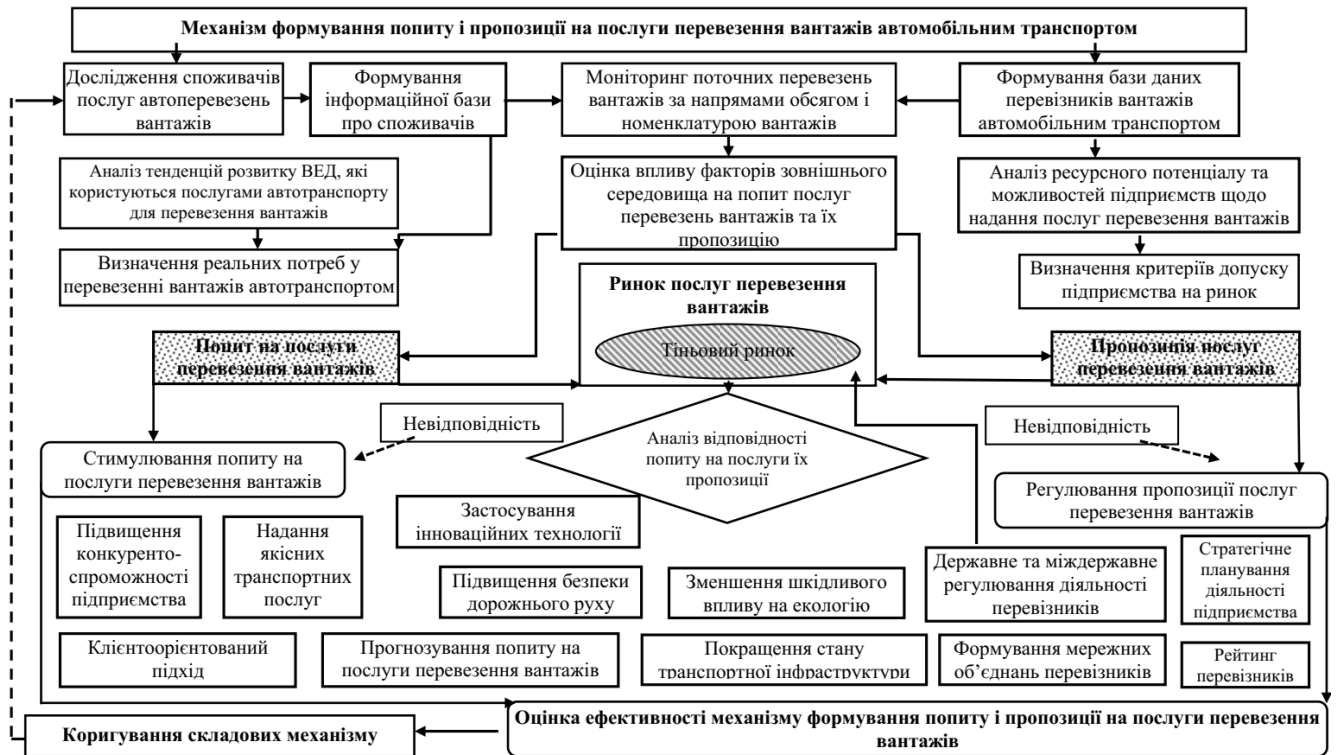 Механізм формування попиту і пропозиції на послуги перевезення вантажів автомобільним транспортом
Дослідження споживачів
послуг автоперевезень
вантажів
Формування
інформаційної бази
про споживачів
Моніторинг поточних перевезень
вантажів за напрямами обсягом і
номенклатурою вантажів
Формування бази даних
перевізників вантажів
автомобільним транспортом
Аналіз тенденцій розвитку ВЕД, які
користуються послугами автотранспорту
для перевезення вантажів
Оцінка впливу факторів зовнішнього
середовища на попит послуг
перевезень вантажів та їх
пропозицію
Аналіз ресурсного потенціалу та
можливостей підприємств щодо
надання послуг перевезення вантажів
Визначення реальних потреб у
перевезенні вантажів автотранспортом
Визначення критеріїв допуску
підприємства на ринок
Ринок послуг перевезення
вантажів
Тіньовий ринок
Попит на послуги
перевезення вантажів
Пропозиція послуг
перевезення вантажів
Невідповідність
Невідповідність
Аналіз відповідності
попиту на послуги їх
пропозиції
Стимулювання попиту на
послуги перевезення вантажів
Регулювання пропозиції послуг
перевезення вантажів
Підвищення
конкуренто-
спроможності
підприємства
Надання
якісних
транспортних
послуг
Застосування
інноваційних технології
Підвищення безпеки
дорожнього руху
Зменшення шкідливого
впливу на екологію
Державне та міждержавне
регулювання діяльності
перевізників
Стратегічне
планування
діяльності
підприємства
Клієнтоорієнтований
підхід
Прогнозування попиту на
послуги перевезення вантажів
Покращення стану
транспортної інфраструктури
Формування мережних
об’єднань перевізників
Рейтинг
перевізників
Коригування складових механізму
Оцінка ефективності механізму формування попиту і пропозиції на послуги перевезення
вантажів